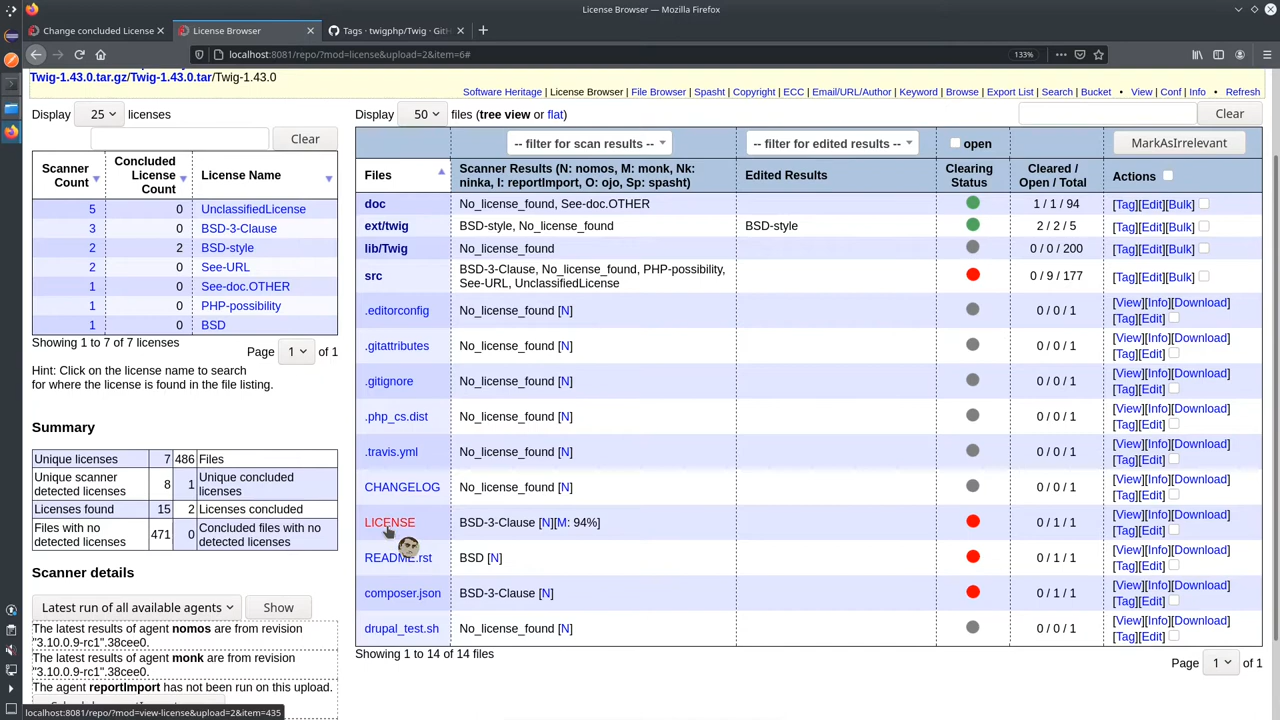 License Browser — Mozilla Firefox
Change concluded License
License Browser
Tags · twigphp/Twig · GitH
localhost:8081/repo/?mod=license&upload=2&item=6#
133%
Twig-1.43.0.tar.gz/Twig-1.43.0.tar/Twig-1.43.0
Software Heritage | License Browser | File Browser | Spasht | Copyright | ECC | Email/URL/Author | Keyword | Browse | Export List | Search | Bucket • View | Conf | Info • Refresh
Display 25 licenses
Clear
Scanner Count
Concluded License Count
License Name
5 0 UnclassifiedLicense
3 0 BSD-3-Clause
2 2 BSD-style
2 0 See-URL
1 0 See-doc.OTHER
1 0 PHP-possibility
1 0 BSD
Showing 1 to 7 of 7 licenses
Page 1 of 1
Hint: Click on the license name to search
for where the license is found in the file listing.
Summary
Unique licenses 7 486 Files
Unique scanner detected licenses 8 1 Unique concluded licenses
Licenses found 15 2 Licenses concluded
Files with no detected licenses 471 0 Concluded files with no detected licenses
Scanner details
Latest run of all available agents Show
The latest results of agent nomos are from revision
"3.10.0.9-rc1".38cee0.
The latest results of agent monk are from revision
"3.10.0.9-rc1".38cee0.
The agent reportImport has not been run on this upload.
localhost:8081/repo/?mod=view-license&upload=2&item=435
Display 50 files (tree view or flat)
Clear
-- filter for scan results --
-- filter for edited results --
open
MarkAsIrrelevant
Files
Scanner Results (N: nomos, M: monk, Nk: ninka, I: reportImport, O: ojo, Sp: spasht)
Edited Results
Clearing Status
Cleared / Open / Total
Actions
doc No_license_found, See-doc.OTHER 1 / 1 / 94 [Tag][Edit][Bulk]
ext/twig BSD-style, No_license_found BSD-style 2 / 2 / 5 [Tag][Edit][Bulk]
lib/Twig No_license_found 0 / 0 / 200 [Tag][Edit][Bulk]
src BSD-3-Clause, No_license_found, PHP-possibility, See-URL, UnclassifiedLicense 0 / 9 / 177 [Tag][Edit][Bulk]
.editorconfig No_license_found [N] 0 / 0 / 1 [View][Info][Download][Tag][Edit]
.gitattributes No_license_found [N] 0 / 0 / 1 [View][Info][Download][Tag][Edit]
.gitignore No_license_found [N] 0 / 0 / 1 [View][Info][Download][Tag][Edit]
.php_cs.dist No_license_found [N] 0 / 0 / 1 [View][Info][Download][Tag][Edit]
.travis.yml No_license_found [N] 0 / 0 / 1 [View][Info][Download][Tag][Edit]
CHANGELOG No_license_found [N] 0 / 0 / 1 [View][Info][Download][Tag][Edit]
LICENSE BSD-3-Clause [N][M: 94%] 0 / 1 / 1 [View][Info][Download][Tag][Edit]
README.rst BSD [N] 0 / 1 / 1 [View][Info][Download][Tag][Edit]
composer.json BSD-3-Clause [N] 0 / 1 / 1 [View][Info][Download][Tag][Edit]
drupal_test.sh No_license_found [N] 0 / 0 / 1 [View][Info][Download][Tag][Edit]
Showing 1 to 14 of 14 files
Page 1 of 1